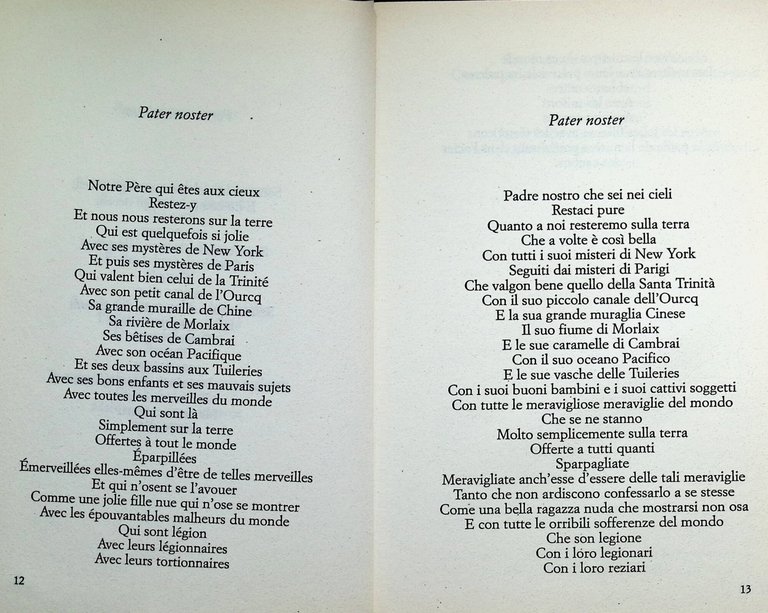 Pater noster
Notre Père qui êtes aux cieux
Restez-y
Et nous nous resterons sur la terre
Qui est quelquefois si jolie
Avec ses mystères de New York
Et puis ses mystères de Paris
Qui valent bien celui de la Trinité
Avec son petit canal de l'Ourcq
Sa grande muraille de Chine
Sa rivière de Morlaix
Ses bêtises de Cambrai
Avec son océan Pacifique
Et ses deux bassins aux Tuileries
Avec ses bons enfants et ses mauvais sujets
Avec toutes les merveilles du monde
Qui sont là
Simplement sur la terre
Offertes à tout le monde
Éparpillées
Émerveillées elles-mêmes d'être de telles merveilles
Et qui n'osent se l'avouer
Comme une jolie fille nue qui n'ose se montrer
Avec les épouvantables malheurs du monde
Qui sont légion
Avec leurs légionnaires
Avec leurs tortionnaires
12
Pater noster
Padre nostro che sei nei cieli
Restaci pure
Quanto a noi resteremo sulla terra
Che a volte è così bella
Con tutti i suoi misteri di New York
Seguiti dai misteri di Parigi
Che valgon bene quello della Santa Trinità
Con il suo piccolo canale dell'Ourcq
E la sua grande muraglia Cinese
Il suo fiume di Morlaix
E le sue caramelle di Cambrai
Con il suo oceano Pacifico
E le sue vasche delle Tuileries
Con i suoi buoni bambini e i suoi cattivi soggetti
Con tutte le meravigliose meraviglie del mondo
Che se ne stanno
Molto semplicemente sulla terra
Offerte a tutti quanti
Sparpagliate
Meravigliate anch'esse d'essere delle tali meraviglie
Tanto che non ardiscono confessarlo a se stesse
Come una bella ragazza nuda che mostrarsi non osa
E con tutte le orribili sofferenze del mondo
Che son legione
Con i loro legionari
Con i loro reziari
13